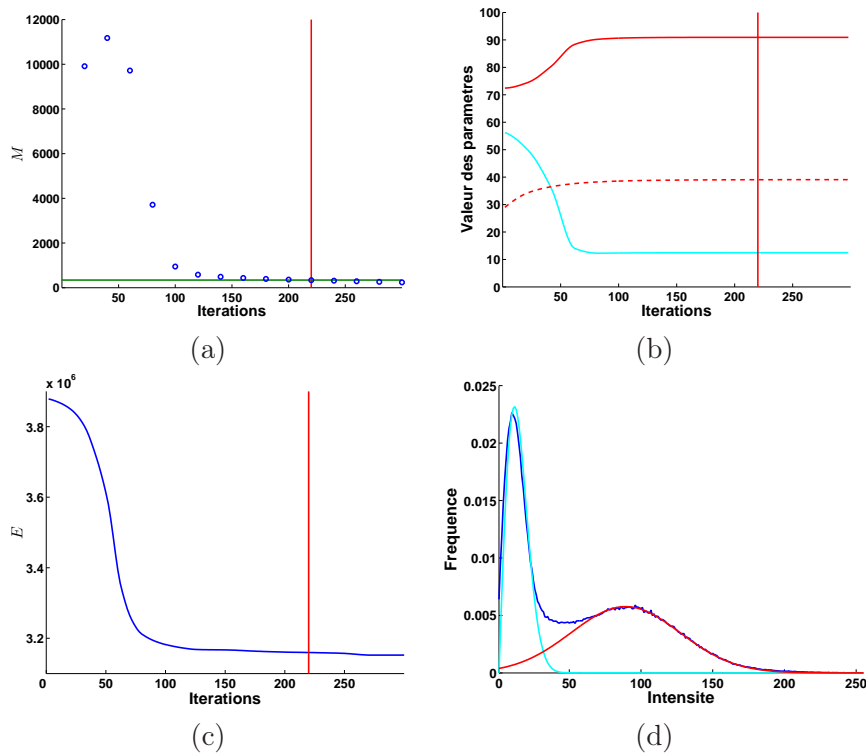 12000
10000
8000
6000
4000
2000
0
M
50 100 150 200 250
Iterations
(a)
100
90
80
70
60
50
40
30
20
10
0
Valeur des parametres
50 100 150 200 250
Iterations
(b)
x 10^6
3.8
3.6
3.4
3.2
E
0 50 100 150 200 250
Iterations
(c)
0.025
0.02
0.015
0.01
0.005
0
Frequence
0 50 100 150 200 250
Intensite
(d)